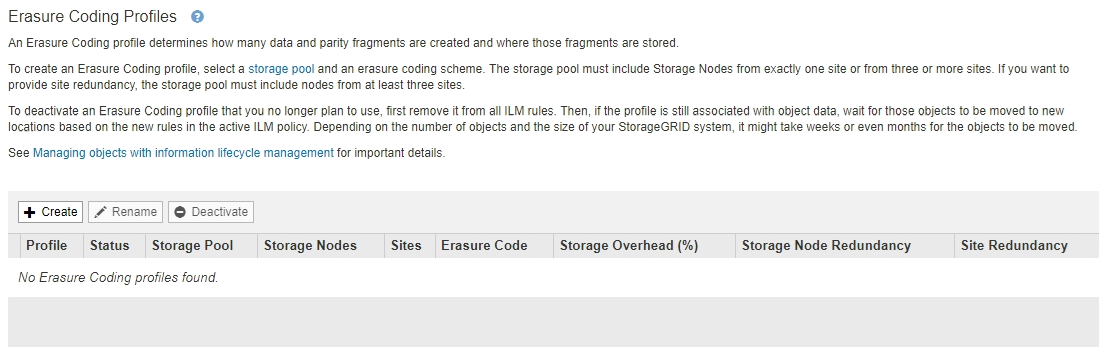 Erasure Coding Profiles ?
An Erasure Coding profile determines how many data and parity fragments are created and where those fragments are stored.
To create an Erasure Coding profile, select a storage pool and an erasure coding scheme. The storage pool must include Storage Nodes from exactly one site or from three or more sites. If you want to
provide site redundancy, the storage pool must include nodes from at least three sites.
To deactivate an Erasure Coding profile that you no longer plan to use, first remove it from all ILM rules. Then, if the profile is still associated with object data, wait for those objects to be moved to new
locations based on the new rules in the active ILM policy. Depending on the number of objects and the size of your StorageGRID system, it might take weeks or even months for the objects to be moved.
See Managing objects with information lifecycle management for important details.
Create Rename Deactivate
Profile Status Storage Pool Storage Nodes Sites Erasure Code Storage Overhead (%) Storage Node Redundancy Site Redundancy
No Erasure Coding profiles found.